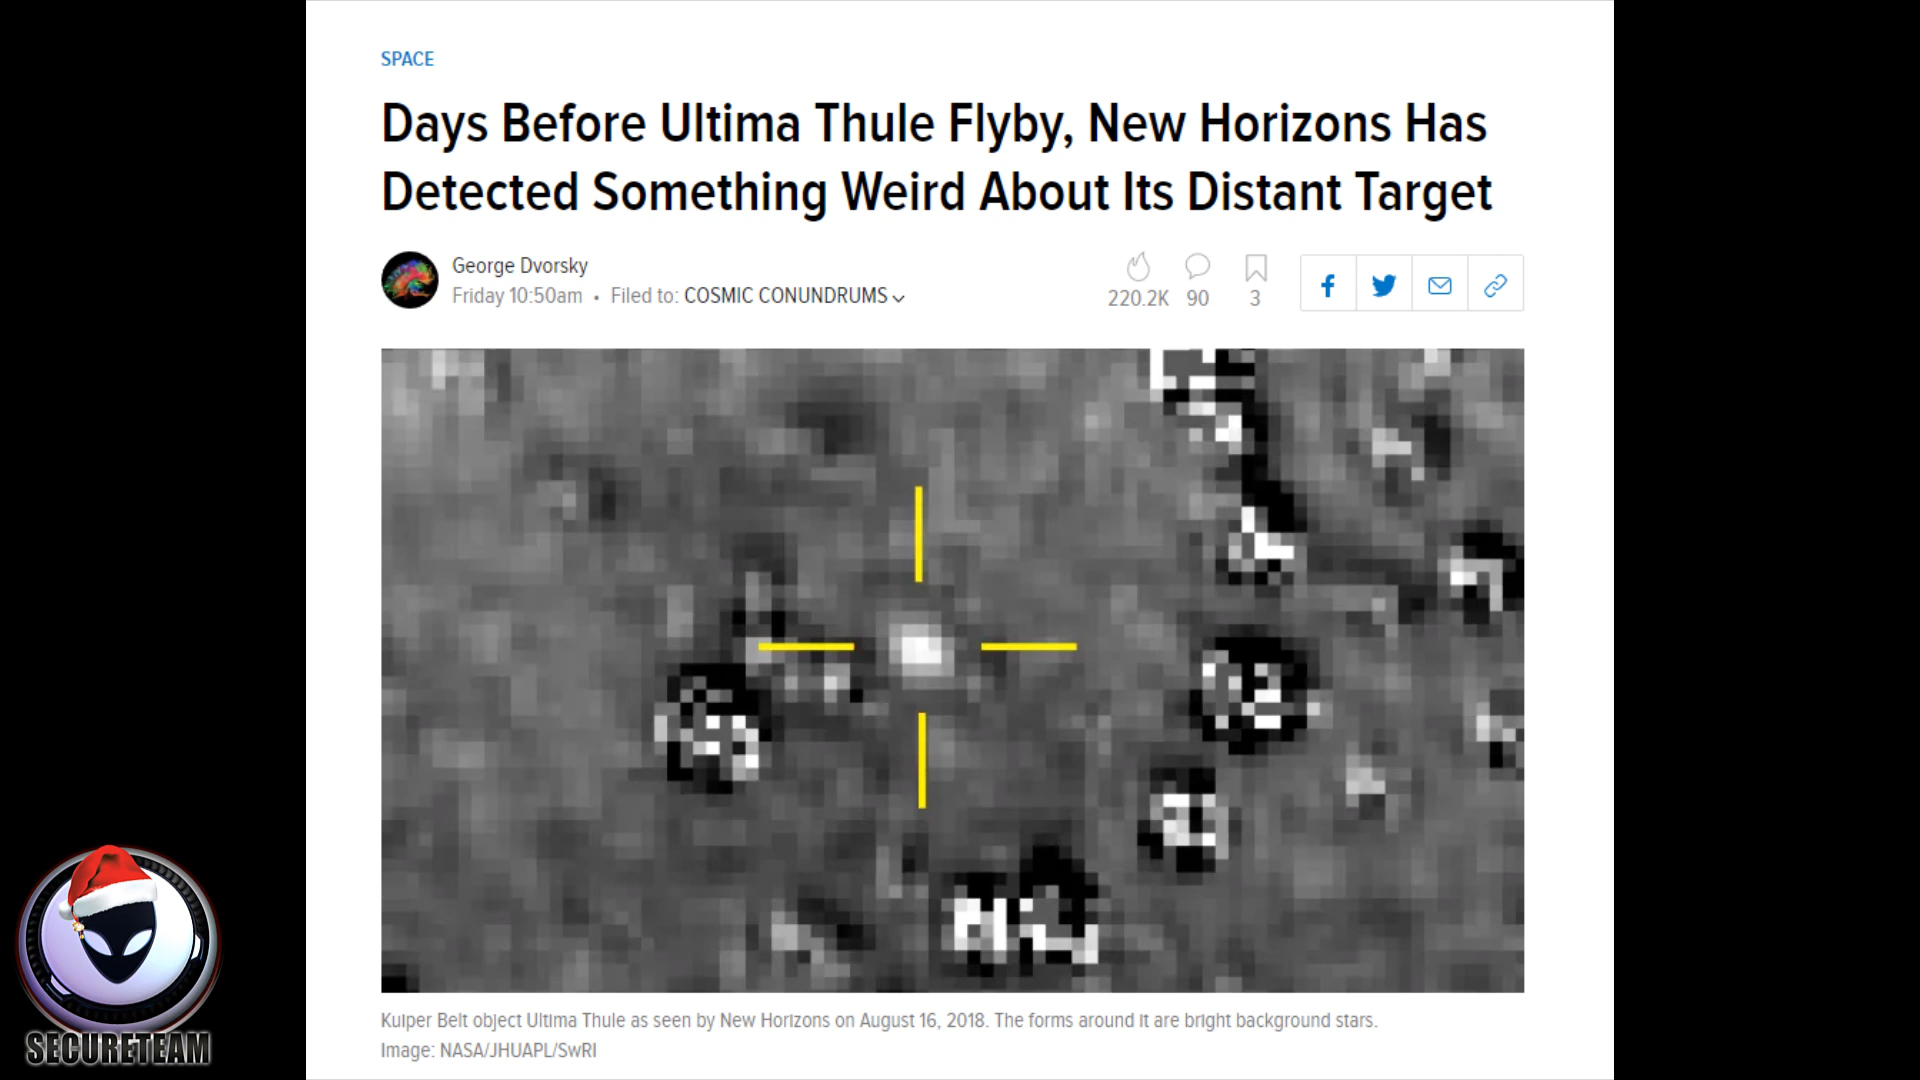 SPACE
Days Before Ultima Thule Flyby, New Horizons Has
Detected Something Weird About Its Distant Target
George Dvorsky
Friday 10:50am • Filed to: COSMIC CONUNDRUMS
220.2K 90 3
Kuiper Belt object Ultima Thule as seen by New Horizons on August 16, 2018. The forms around it are bright background stars.
Image: NASA/JHUAPL/SwRI
SECURETEAM